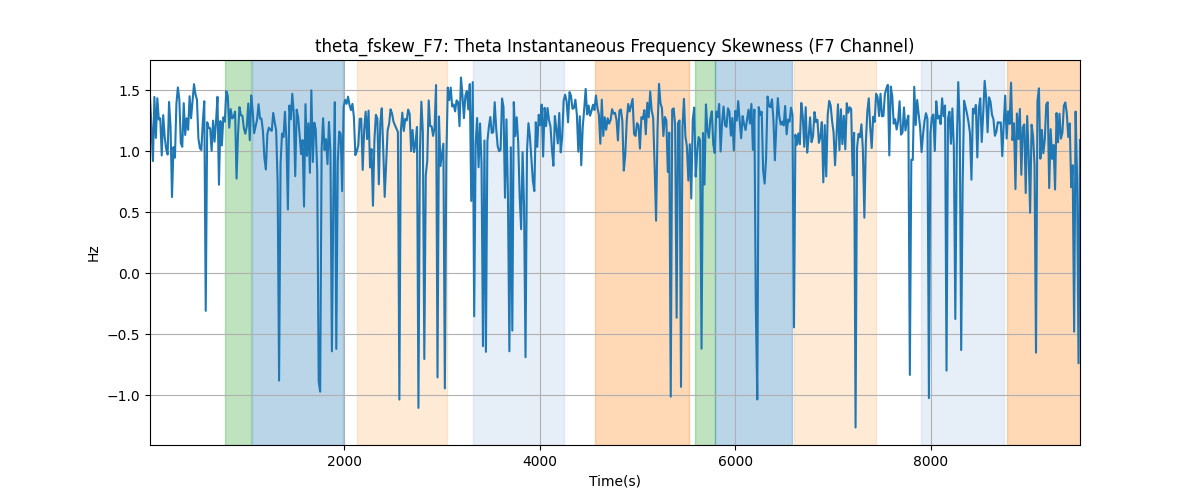 theta_fskew_F7: Theta Instantaneous Frequency Skewness (F7 Channel)
1.5
1.0
0.5
0.0
−0.5
−1.0
Hz
2000 4000 6000 8000
Time(s)